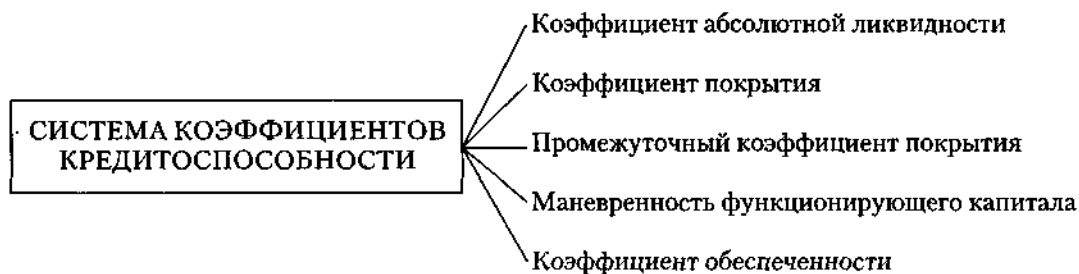 СИСТЕМА КОЭФФИЦИЕНТОВ
КРЕДИТОСПОСОБНОСТИ
Коэффициент абсолютной ликвидности
Коэффициент покрытия
Промежуточный коэффициент покрытия
Маневренность функционирующего капитала
Коэффициент обеспеченности